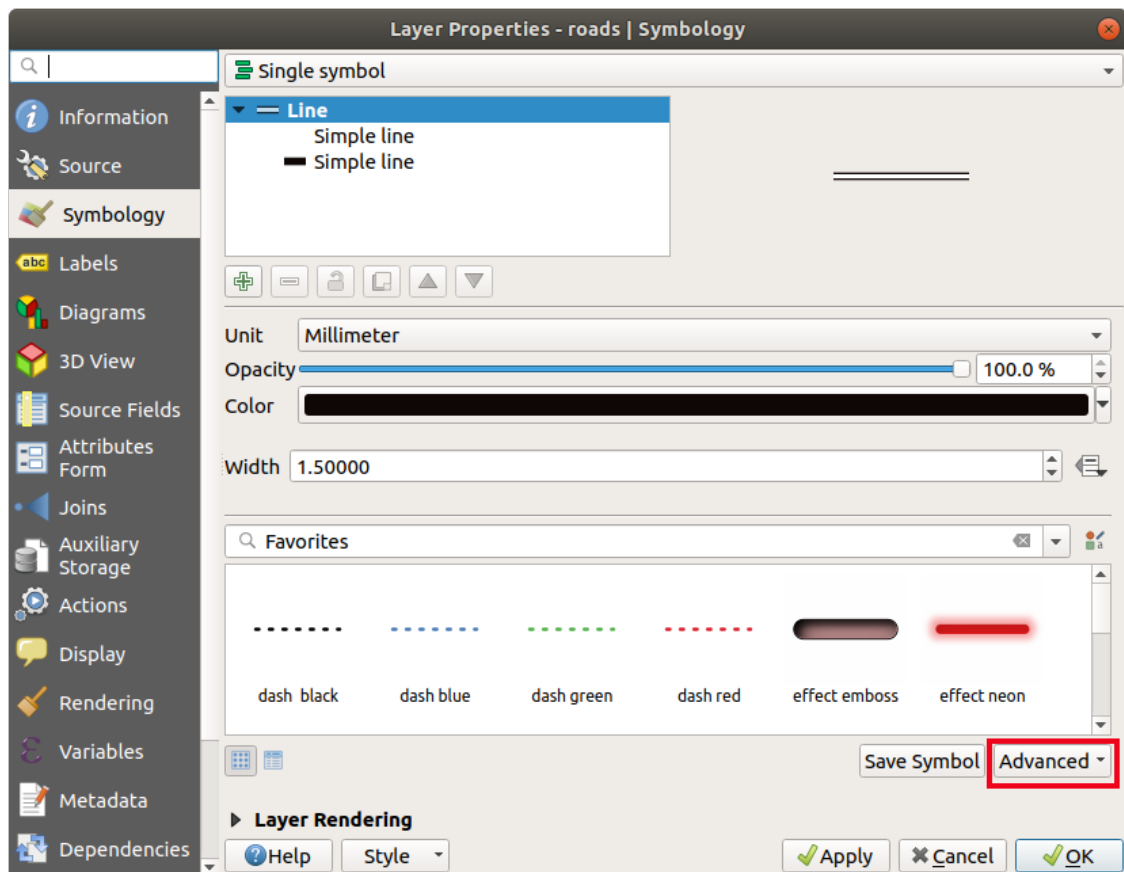 Layer Properties - roads | Symbology
Information
Source
Symbology
abc Labels
Diagrams
3D View
Source Fields
Attributes
Form
Joins
Auxiliary
Storage
Actions
Display
Rendering
Variables
Metadata
Dependencies
Single symbol
Line
Simple line
Simple line
Unit Millimeter
Opacity 100.0 %
Color
Width 1.50000
Favorites
dash black dash blue dash green dash red effect emboss effect neon
Save Symbol Advanced
Layer Rendering
Help Style Apply Cancel OK